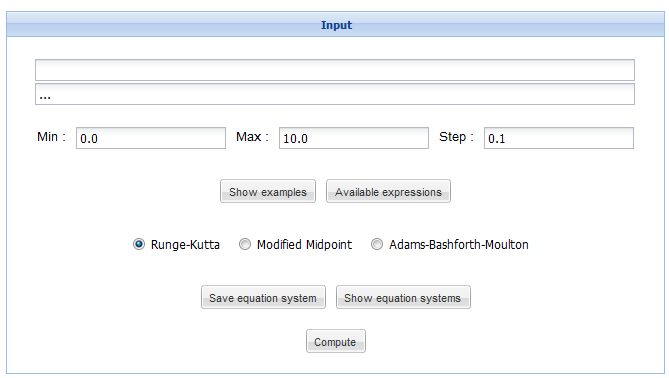 Input
...
Min : 0.0 Max : 10.0 Step : 0.1
Show examples Available expressions
Runge-Kutta Modified Midpoint Adams-Bashforth-Moulton
Save equation system Show equation systems
Compute